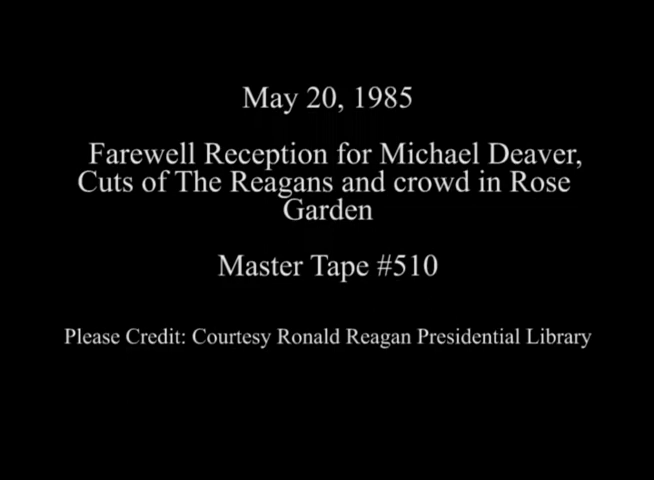 May 20, 1985
Farewell Reception for Michael Deaver,
Cuts of The Reagans and crowd in Rose
Garden
Master Tape #510
Please Credit: Courtesy Ronald Reagan Presidential Library